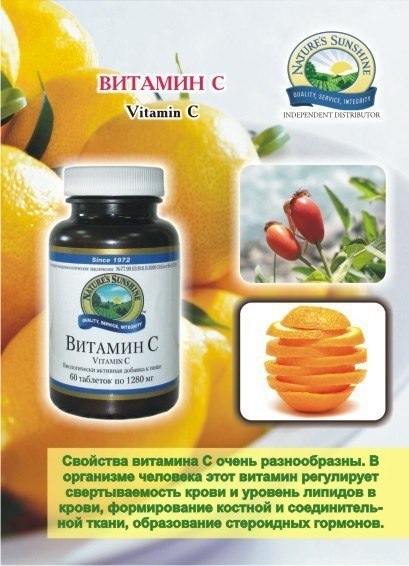 ВИТАМИН С
Vitamin C
NATURE'S SUNSHINE
QUALITY, SERVICE, INTEGRITY
INDEPENDENT DISTRIBUTOR
Since 1972
NATURE'S SUNSHINE
QUALITY, SERVICE, INTEGRITY
ВИТАМИН С
VITAMIN C
Биологически активная добавка к пище
60 таблеток по 1280 мг
Свойства витамина С очень разнообразны. В
организме человека этот витамин регулирует
свертываемость крови и уровень липидов в
крови, формирование костной и соединитель-
ной ткани, образование стероидных гормонов.